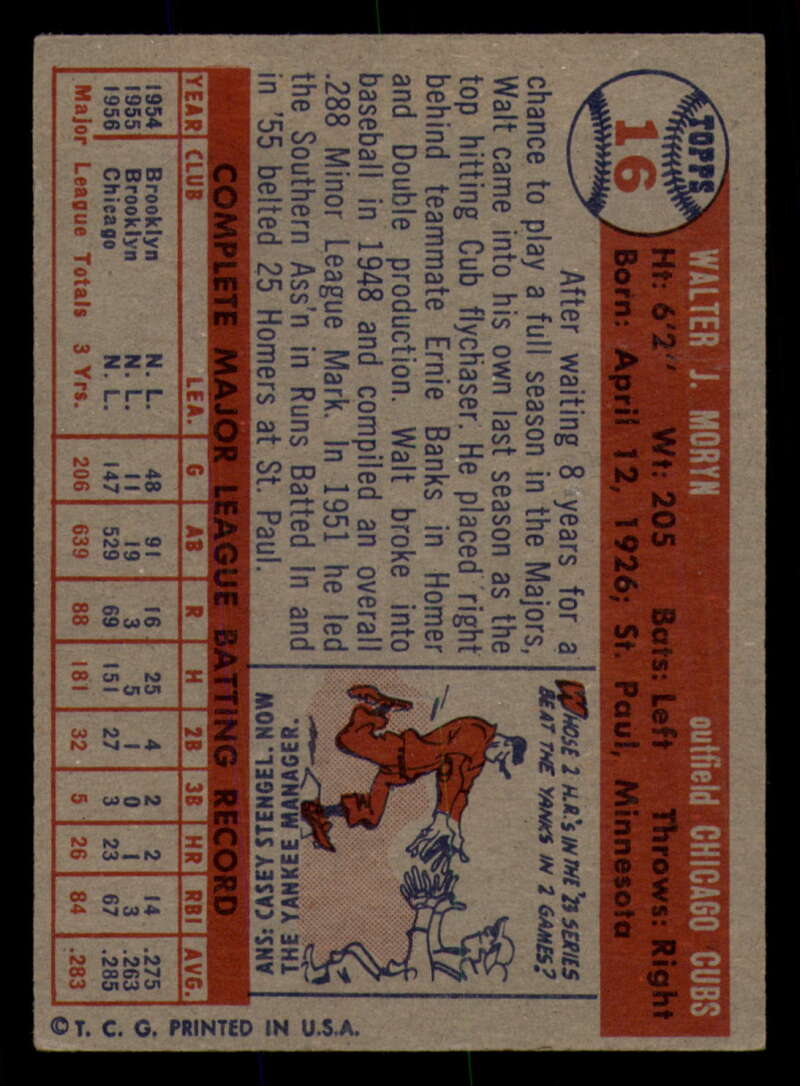 TOPPS
16
WALTER J. MORYN outfield CHICAGO CUBS
Ht: 6'2" Wt: 205 Bats: Left Throws: Right
Born: April 12, 1926; St. Paul, Minnesota
After waiting 8 years for a
chance to play a full season in the Majors,
Walt came into his own last season as the
top hitting Cub flychaser. He placed right
behind teammate Ernie Banks in Homer
and Double production. Walt broke into
baseball in 1948 and compiled an overall
.288 Minor League Mark. In 1951 he led
the Southern Ass'n in Runs Batted In and
in '55 belted 25 Homers at St. Paul.
WHOSE 2 H.R.'S IN THE '23 SERIES
BEAT THE YANKS IN 2 GAMES?
ANS: CASEY STENGEL. NOW
THE YANKEE MANAGER.
COMPLETE MAJOR LEAGUE BATTING RECORD
YEAR CLUB LEA. G AB R H 2B 3B HR RBI AVG.
1954 Brooklyn N. L. 48 91 16 25 4 2 2 14 .275
1955 Brooklyn N. L. 11 19 3 5 1 0 1 3 .263
1956 Chicago N. L. 147 529 69 151 27 3 23 67 .285
Major League Totals 3 Yrs. 206 639 88 181 32 5 26 84 .283
© T. C. G. PRINTED IN U.S.A.